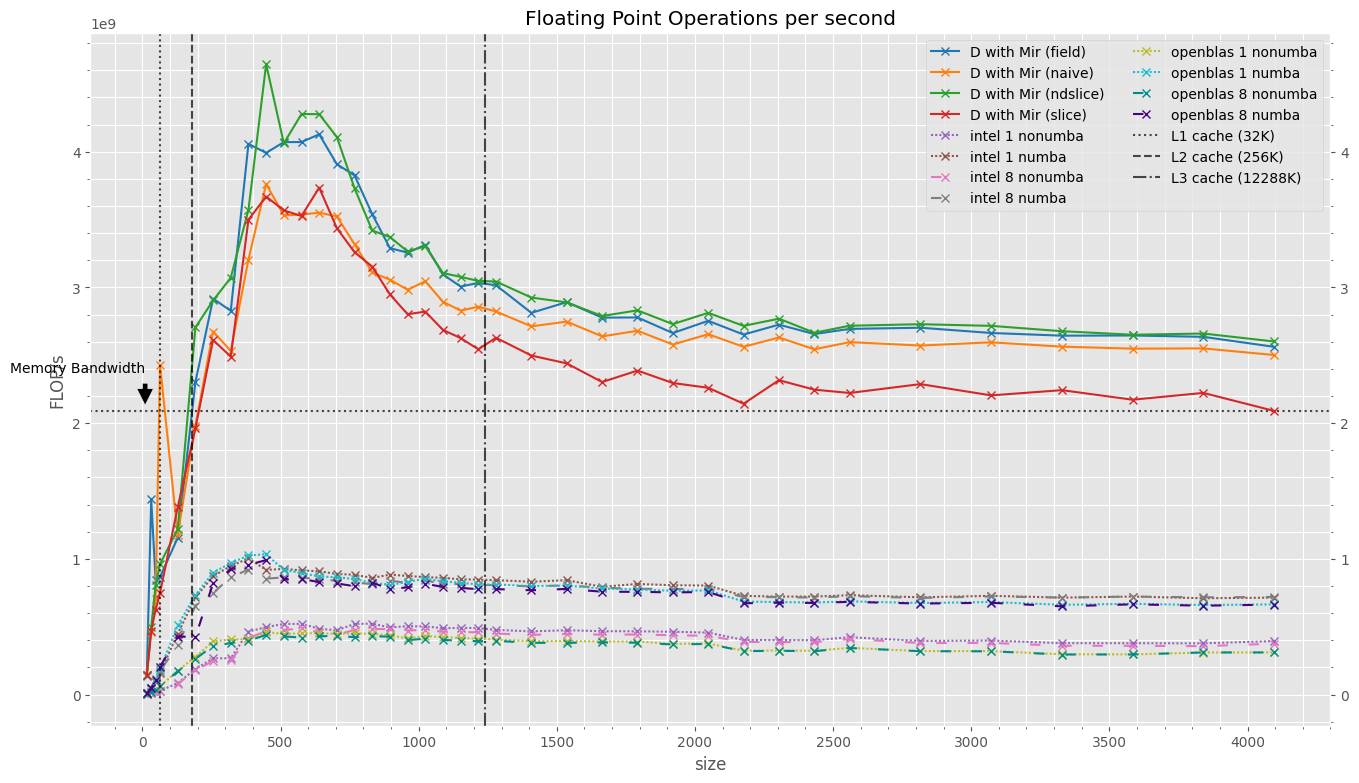 Floating Point Operations per second
1e9
D with Mir (field)
D with Mir (naive)
D with Mir (ndslice)
D with Mir (slice)
intel 1 nonumba
intel 1 numba
intel 8 nonumba
intel 8 numba
openblas 1 nonumba
openblas 1 numba
openblas 8 nonumba
openblas 8 numba
L1 cache (32K)
L2 cache (256K)
L3 cache (12288K)
4 4
3 3
Memory Bandwidth
FLOPs
2 2
1 1
0 0
0 500 1000 1500 2000 2500 3000 3500 4000
size